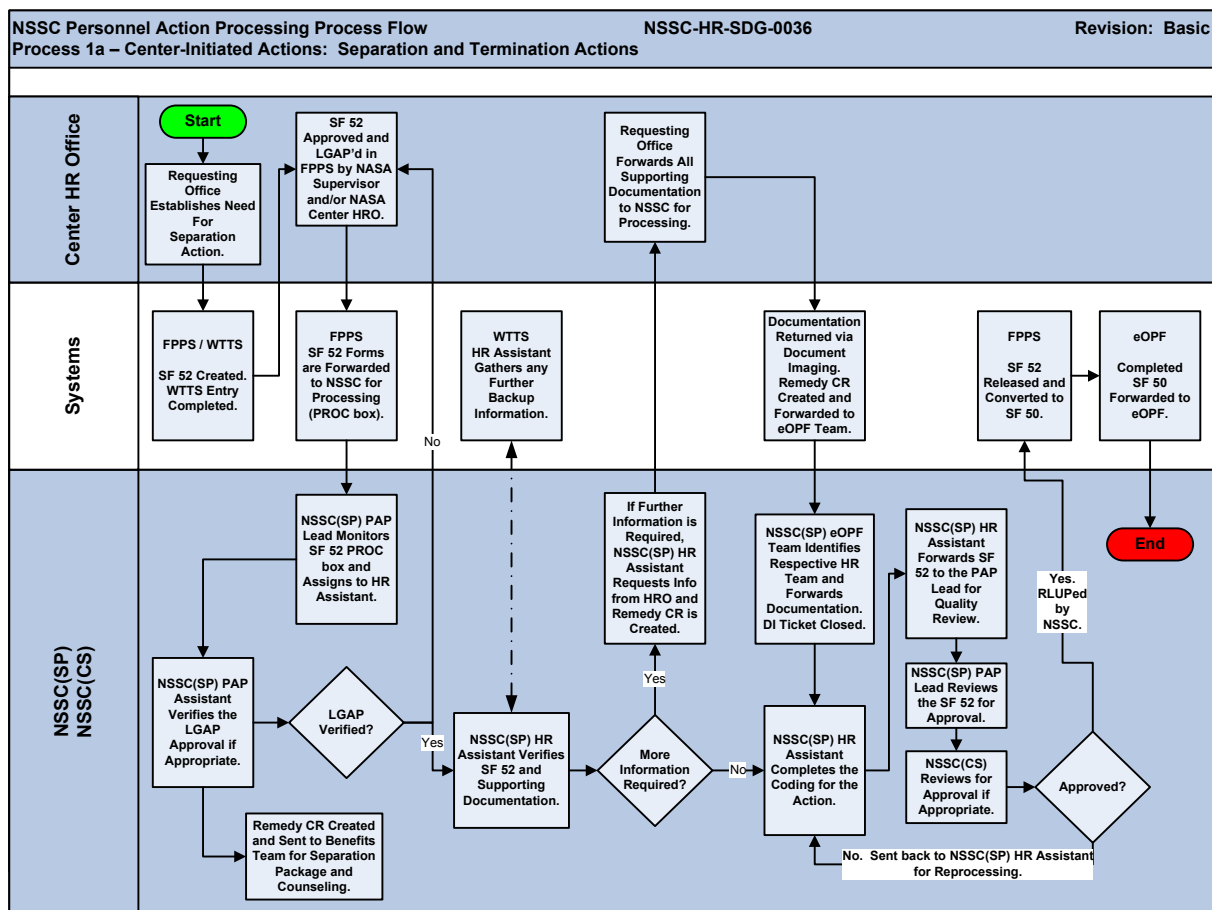 NSSC Personnel Action Processing Process Flow
NSSC-HR-SDG-0036
Revision: Basic
Process 1a – Center-Initiated Actions: Separation and Termination Actions
Center HR Office
Start
Requesting
Office
Establishes Need
For
Separation
Action.
SF 52
Approved and
LGAP'd in
FPPS by NASA
Supervisor
and/or NASA
Center HRO.
Requesting
Office
Forwards All
Supporting
Documentation
to NSSC for
Processing.
Systems
FPPS / WTTS
SF 52 Created.
WTTS Entry
Completed.
FPPS
SF 52 Forms
are Forwarded
to NSSC for
Processing
(PROC box).
WTTS
HR Assistant
Gathers any
Further
Backup
Information.
Documentation
Returned via
Document
Imaging.
Remedy CR
Created and
Forwarded to
eOPF Team.
FPPS
SF 52
Released and
Converted to
SF 50.
eOPF
Completed
SF 50
Forwarded to
eOPF.
No
NSSC(SP)
NSSC(CS)
NSSC(SP) PAP
Lead Monitors
SF 52 PROC
box and
Assigns to HR
Assistant.
If Further
Information is
Required,
NSSC(SP) HR
Assistant
Requests Info
from HRO and
Remedy CR is
Created.
NSSC(SP) eOPF
Team Identifies
Respective HR
Team and
Forwards
Documentation.
DI Ticket Closed.
NSSC(SP) HR
Assistant
Forwards SF
52 to the PAP
Lead for
Quality
Review.
End
Yes.
RLUPed
by
NSSC.
NSSC(SP) PAP
Assistant
Verifies the
LGAP
Approval if
Appropriate.
LGAP
Verified?
Yes
NSSC(SP) HR
Assistant Verifies
SF 52 and
Supporting
Documentation.
Yes
More
Information
Required?
No
NSSC(SP) HR
Assistant
Completes the
Coding for the
Action.
NSSC(SP) PAP
Lead Reviews
the SF 52 for
Approval.
NSSC(CS)
Reviews for
Approval if
Appropriate.
Approved?
Remedy CR Created
and Sent to Benefits
Team for Separation
Package and
Counseling.
No. Sent back to NSSC(SP) HR Assistant
for Reprocessing.